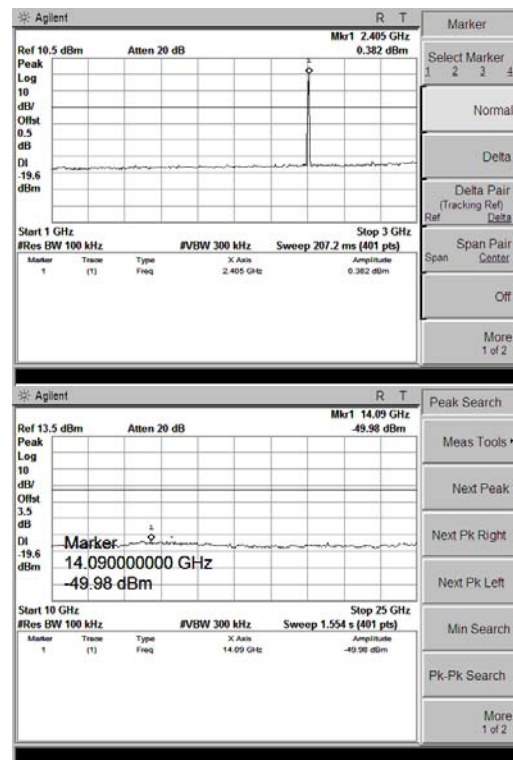 Agilent R T
Mkr1 2.405 GHz
Ref 10.5 dBm Atten 20 dB 0.382 dBm
Peak
Log
10
dB/
Offst
0.5
dB
DI
-19.6
dBm
1
Start 1 GHz Stop 3 GHz
#Res BW 100 kHz #VBW 300 kHz Sweep 207.2 ms (401 pts)
Marker Trace Type X Axis Amplitude
1 (1) Freq 2.405 GHz 0.382 dBm
Marker
Select Marker
1 2 3 4
Normal
Delta
Delta Pair
(Tracking Ref)
Ref Delta
Span Pair
Span Center
Off
More
1 of 2
Agilent R T
Mkr1 14.09 GHz
Ref 13.5 dBm Atten 20 dB -49.98 dBm
Peak
Log
10
dB/
Offst
3.5
dB
DI
-19.6
dBm
1
Marker
14.090000000 GHz
-49.98 dBm
Start 10 GHz Stop 25 GHz
#Res BW 100 kHz #VBW 300 kHz Sweep 1.554 s (401 pts)
Marker Trace Type X Axis Amplitude
1 (1) Freq 14.09 GHz -49.98 dBm
Peak Search
Meas Tools
Next Peak
Next Pk Right
Next Pk Left
Min Search
Pk-Pk Search
More
1 of 2